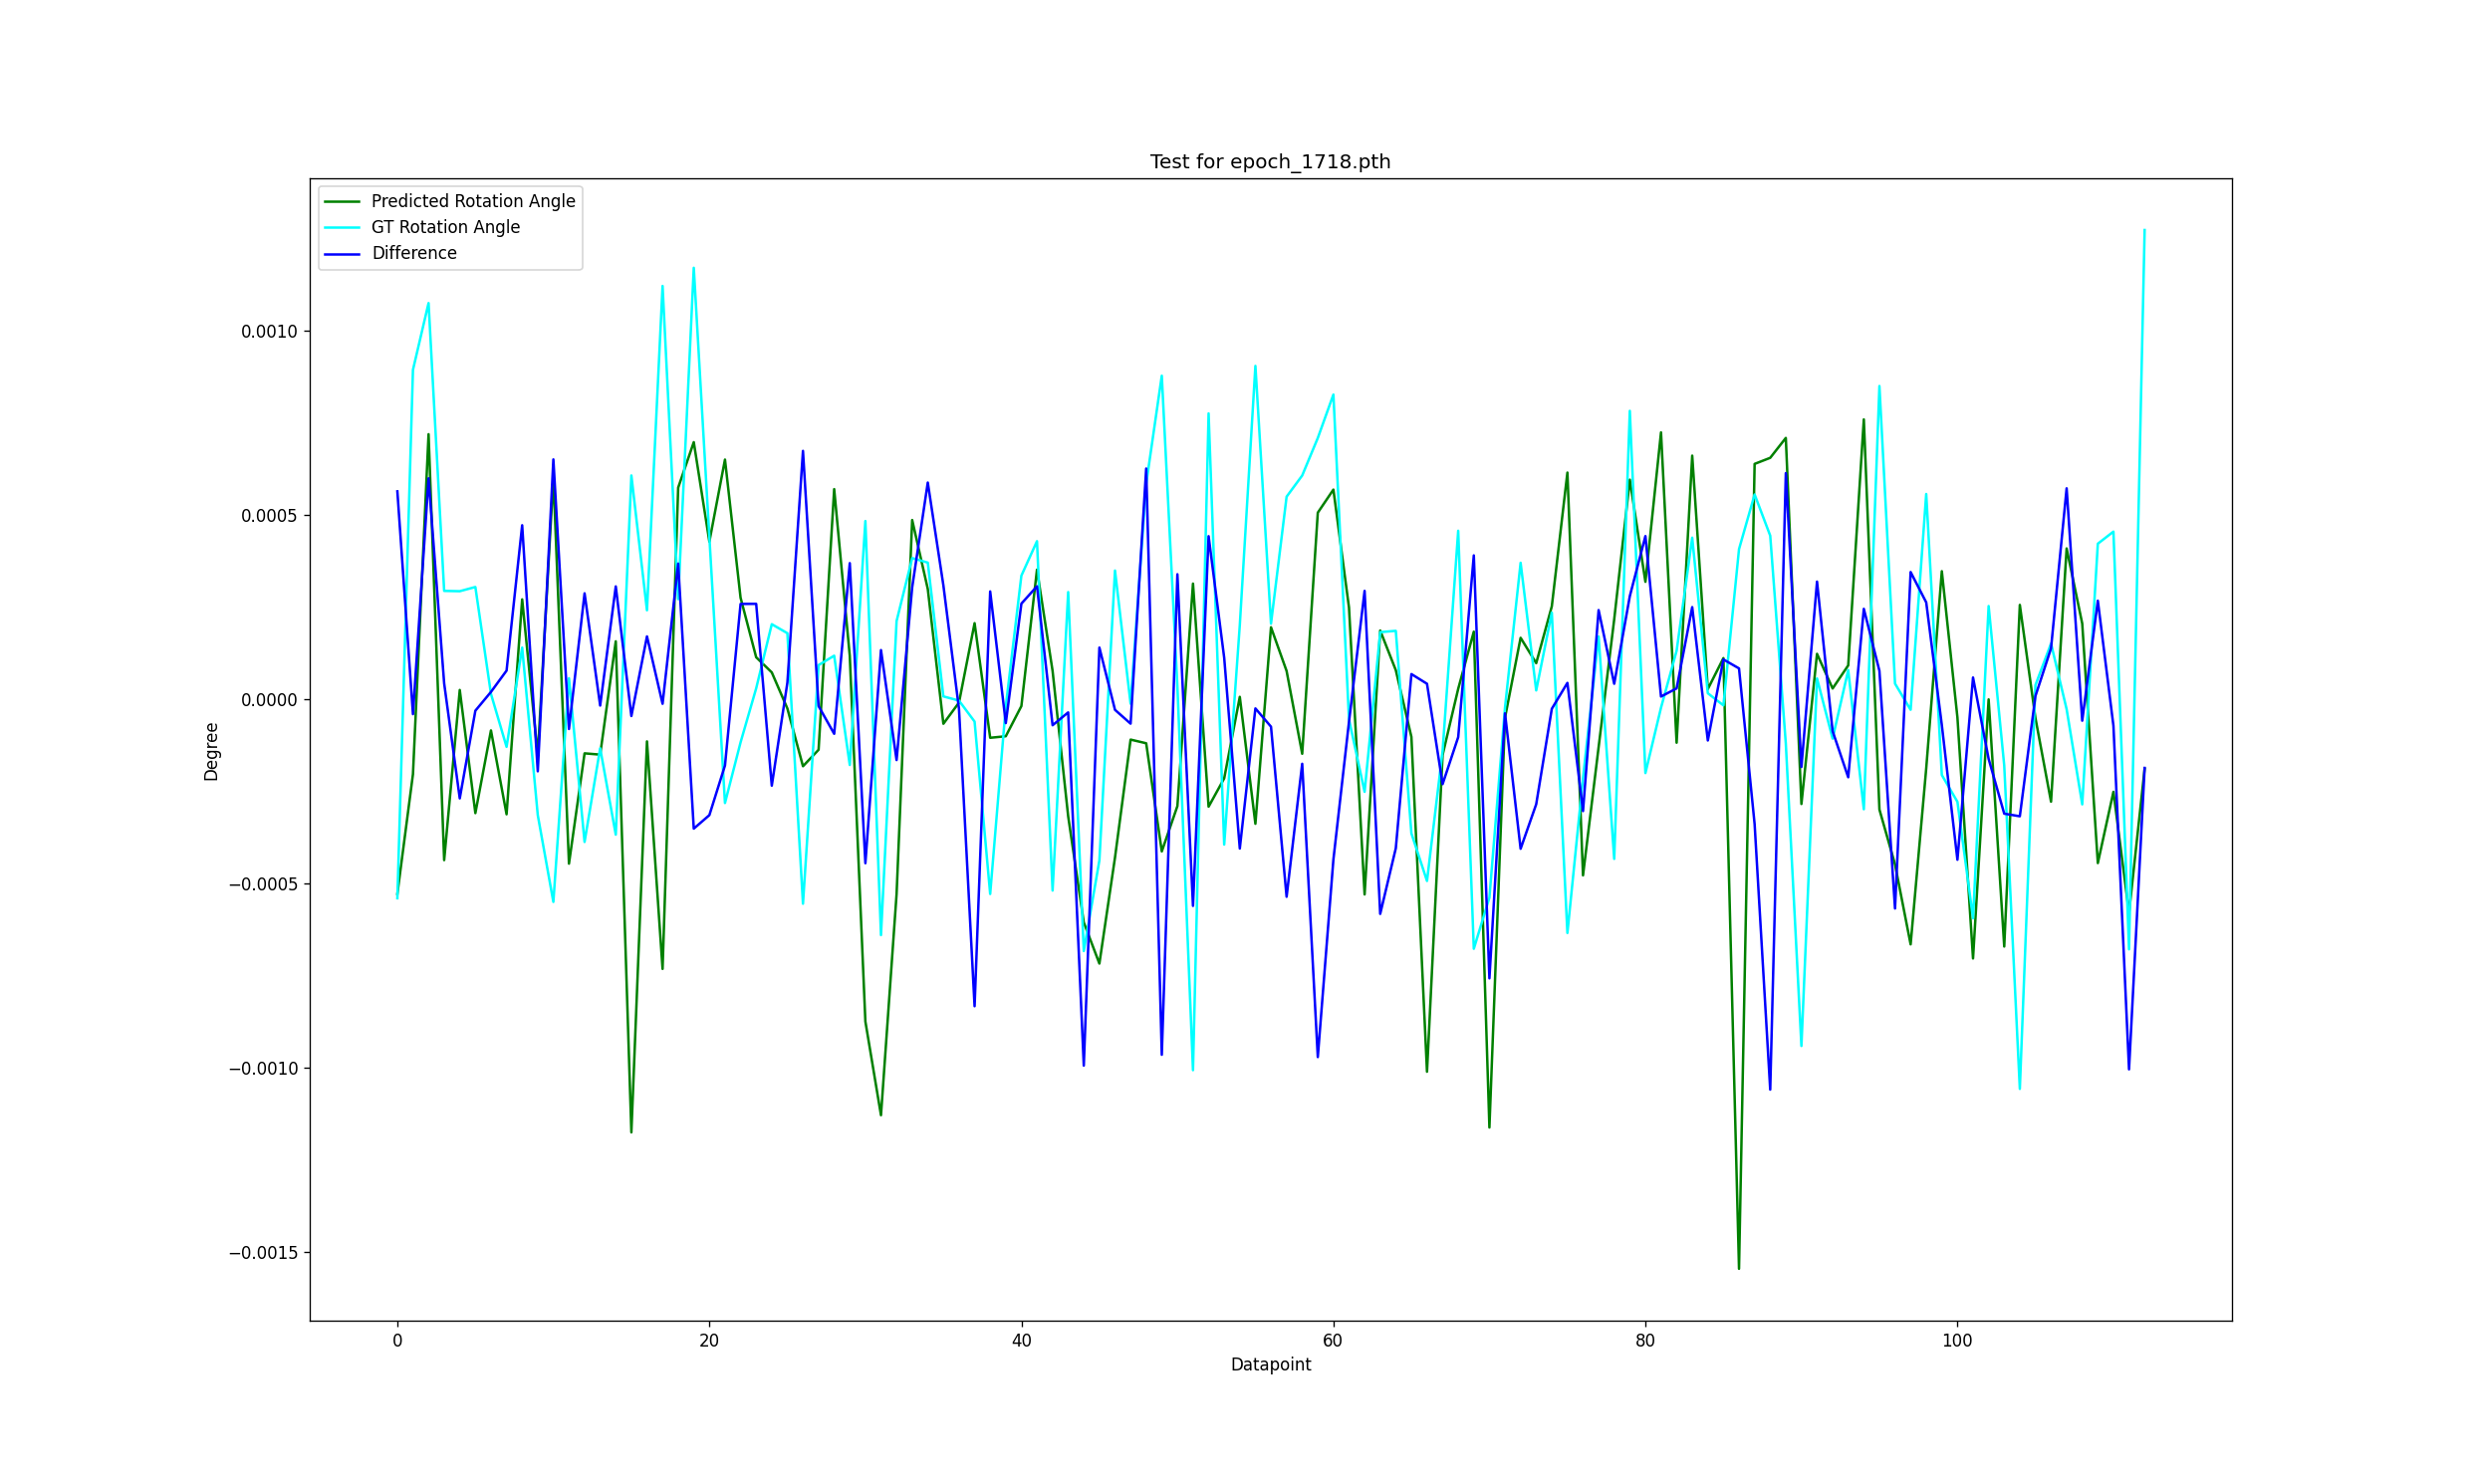 Test for epoch_1718.pth
Predicted Rotation Angle
GT Rotation Angle
Difference
0.0010
0.0005
0.0000
−0.0005
−0.0010
−0.0015
Degree
0 20 40 60 80 100
Datapoint